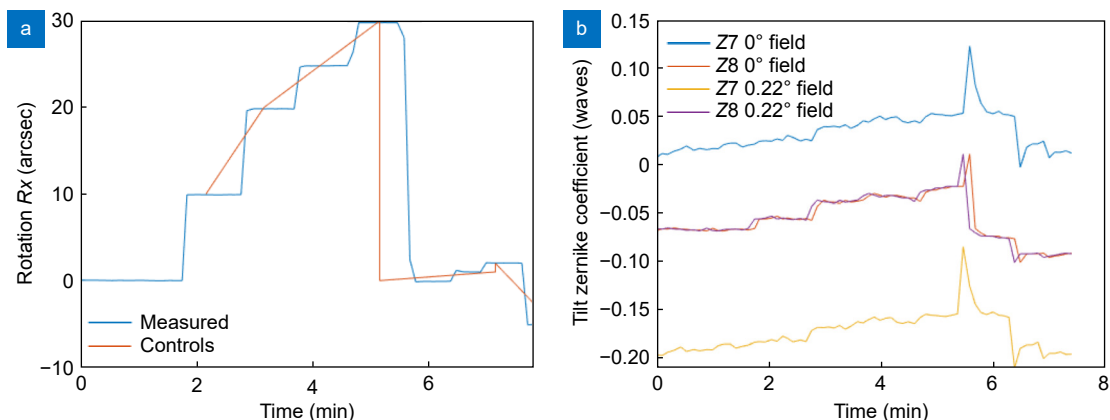 a
30
20
10
0
−10
Rotation Rx (arcsec)
Measured
Controls
0
2
4
6
Time (min)
b
0.15
0.10
0.05
0
−0.05
−0.10
−0.15
−0.20
Tilt zernike coefficient (waves)
Z7 0° field
Z8 0° field
Z7 0.22° field
Z8 0.22° field
0
2
4
6
8
Time (min)